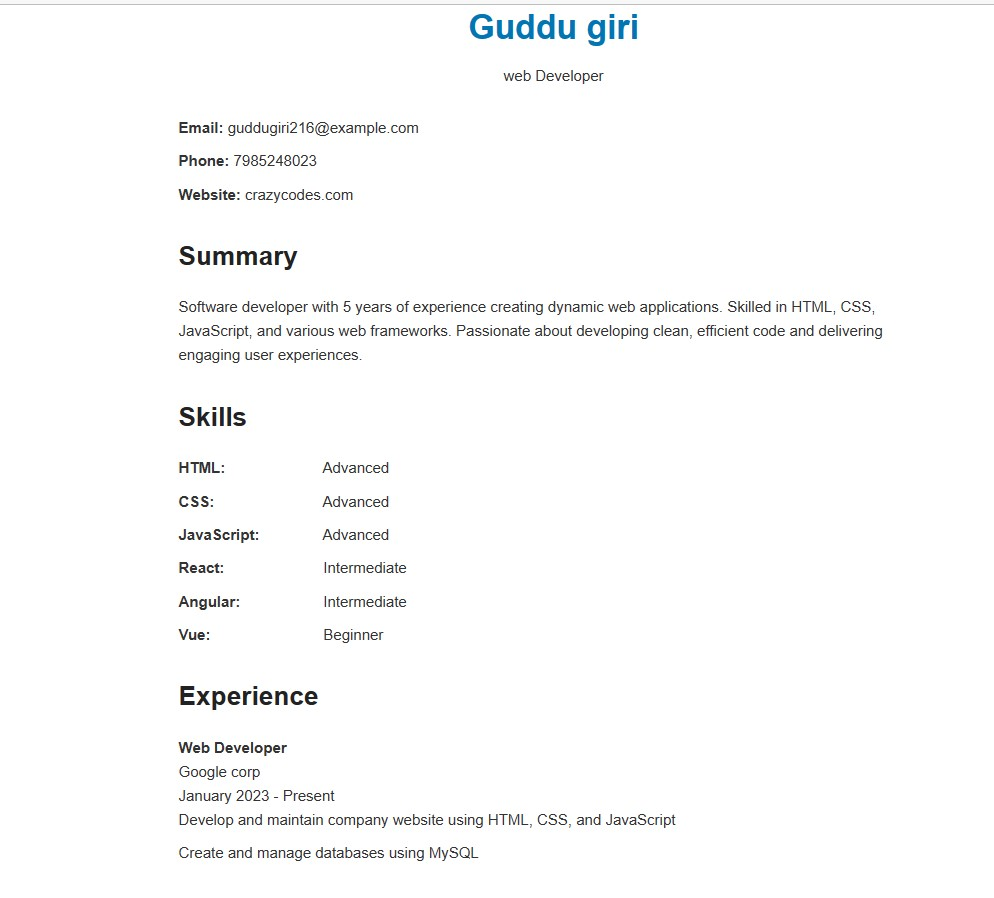 Guddu giri
web Developer
Email: guddugiri216@example.com
Phone: 7985248023
Website: crazycodes.com
Summary
Software developer with 5 years of experience creating dynamic web applications. Skilled in HTML, CSS,
JavaScript, and various web frameworks. Passionate about developing clean, efficient code and delivering
engaging user experiences.
Skills
HTML: Advanced
CSS: Advanced
JavaScript: Advanced
React: Intermediate
Angular: Intermediate
Vue: Beginner
Experience
Web Developer
Google corp
January 2023 - Present
Develop and maintain company website using HTML, CSS, and JavaScript
Create and manage databases using MySQL